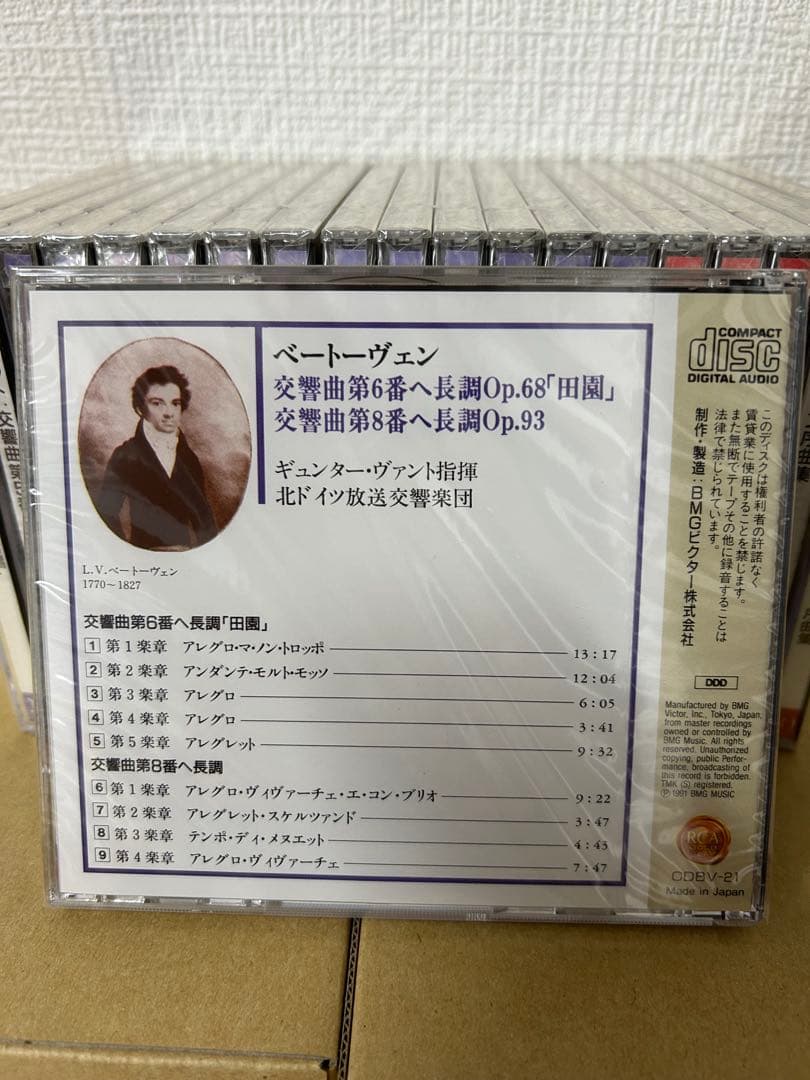 ベートーヴェン
交響曲第6番ヘ長調Op.68「田園」
交響曲第8番ヘ長調Op.93
ギュンター・ヴァント指揮
北ドイツ放送交響楽団
L.V.ベートーヴェン
1770〜1827
交響曲第6番ヘ長調「田園」
1 第1楽章 アレグロ・マ・ノン・トロッポ 13:17
2 第2楽章 アンダンテ・モルト・モッソ 12:04
3 第3楽章 アレグロ 6:05
4 第4楽章 アレグロ 3:41
5 第5楽章 アレグレット 9:32
交響曲第8番ヘ長調
6 第1楽章 アレグロ・ヴィヴァーチェ・エ・コン・ブリオ 9:22
7 第2楽章 アレグレット・スケルツァンド 3:47
8 第3楽章 テンポ・ディ・メヌエット 4:43
9 第4楽章 アレグロ・ヴィヴァーチェ 7:47
COMPACT
disc
DIGITAL AUDIO
このディスクは権利者の許諾なく
賃貸業に使用することを禁じます。
また無断でテープその他に録音することは
法律で禁じられています。
制作・製造:BMGビクター株式会社
DDD
Manufactured by BMG
Victor, Inc., Tokyo, Japan,
from master recordings
owned or controlled by
BMG Music. All rights
reserved. Unauthorized
copying, public Perfor-
mance, broadcasting of
this record is forbidden.
TMK (S) registered.
Ⓟ 1991 BMG MUSIC
RCA
CDBV-21
Made in Japan